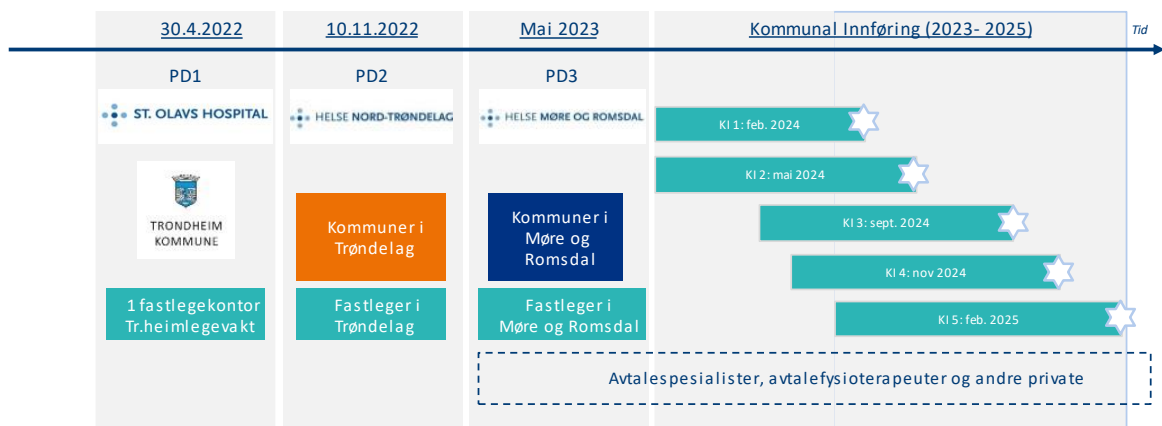 30.4.2022
10.11.2022
Mai 2023
Kommunal Innføring (2023- 2025)
Tid
PD1
PD2
PD3
ST. OLAVS HOSPITAL
HELSE NORD-TRØNDELAG
HELSE MØRE OG ROMSDAL
KI 1: feb. 2024
KI 2: mai 2024
TRONDHEIM
KOMMUNE
Kommuner i
Trøndelag
Kommuner i
Møre og
Romsdal
KI 3: sept. 2024
KI 4: nov 2024
1 fastlegekontor
Tr.heimlegevakt
Fastleger i
Trøndelag
Fastleger i
Møre og Romsdal
KI 5: feb. 2025
Avtalespesialister, avtalefysioterapeuter og andre private